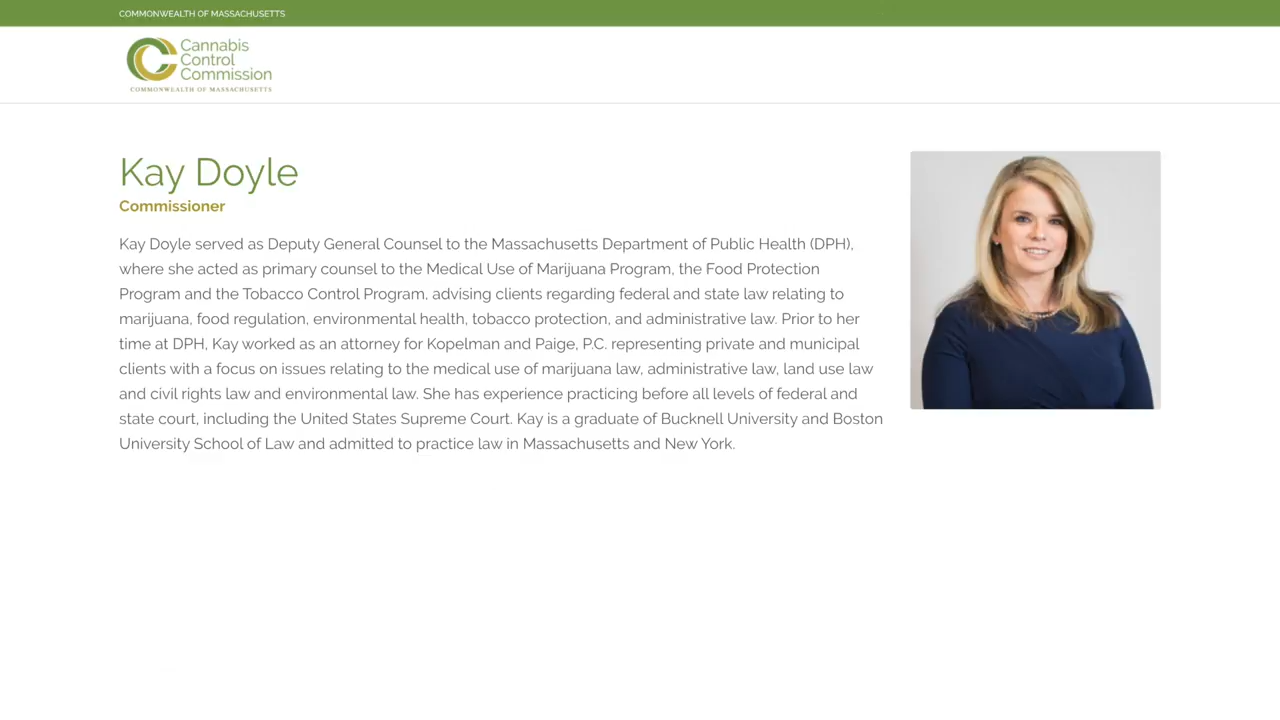 COMMONWEALTH OF MASSACHUSETTS
Cannabis
Control
Commission
COMMONWEALTH OF MASSACHUSETTS
Kay Doyle
Commissioner
Kay Doyle served as Deputy General Counsel to the Massachusetts Department of Public Health (DPH),
where she acted as primary counsel to the Medical Use of Marijuana Program, the Food Protection
Program and the Tobacco Control Program, advising clients regarding federal and state law relating to
marijuana, food regulation, environmental health, tobacco protection, and administrative law. Prior to her
time at DPH, Kay worked as an attorney for Kopelman and Paige, P.C. representing private and municipal
clients with a focus on issues relating to the medical use of marijuana law, administrative law, land use law
and civil rights law and environmental law. She has experience practicing before all levels of federal and
state court, including the United States Supreme Court. Kay is a graduate of Bucknell University and Boston
University School of Law and admitted to practice law in Massachusetts and New York.